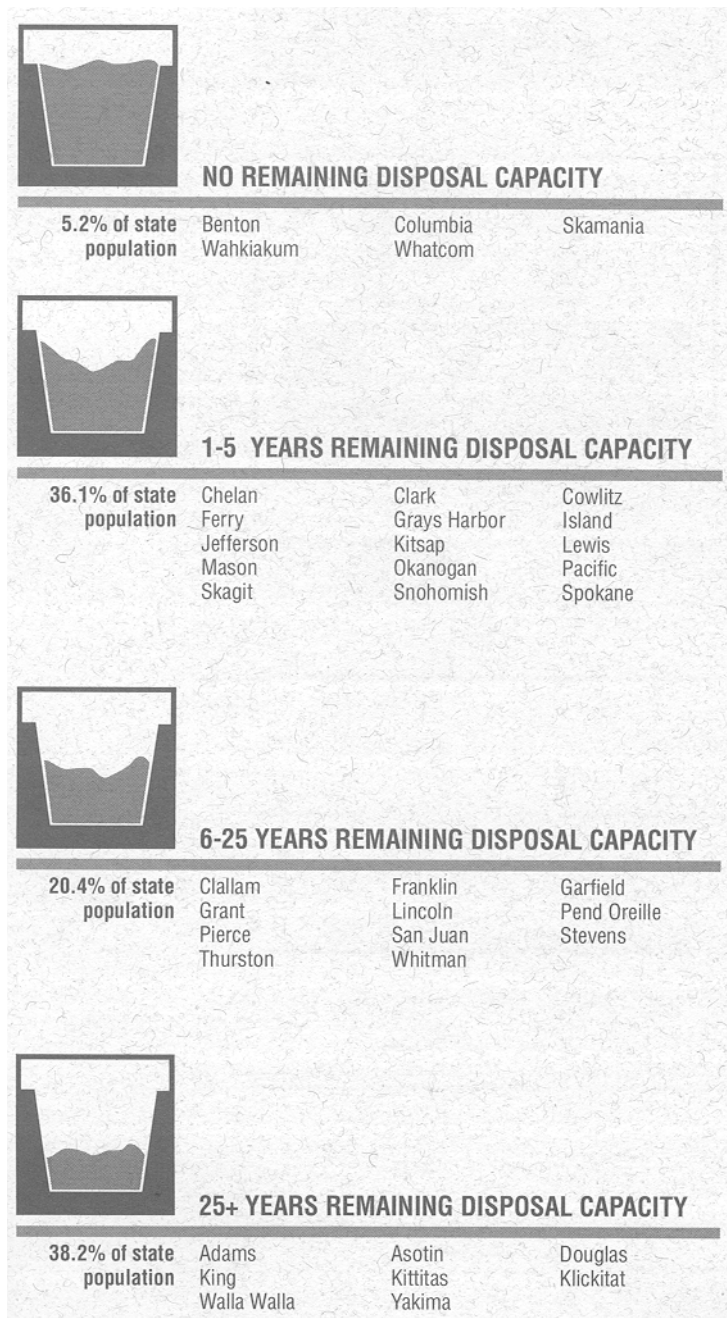 NO REMAINING DISPOSAL CAPACITY
5.2% of state population
Benton Columbia Skamania
Wahkiakum Whatcom
1-5 YEARS REMAINING DISPOSAL CAPACITY
36.1% of state population
Chelan Clark Cowlitz
Ferry Grays Harbor Island
Jefferson Kitsap Lewis
Mason Okanogan Pacific
Skagit Snohomish Spokane
6-25 YEARS REMAINING DISPOSAL CAPACITY
20.4% of state population
Clallam Franklin Garfield
Grant Lincoln Pend Oreille
Pierce San Juan Stevens
Thurston Whitman
25+ YEARS REMAINING DISPOSAL CAPACITY
38.2% of state population
Adams Asotin Douglas
King Kittitas Klickitat
Walla Walla Yakima